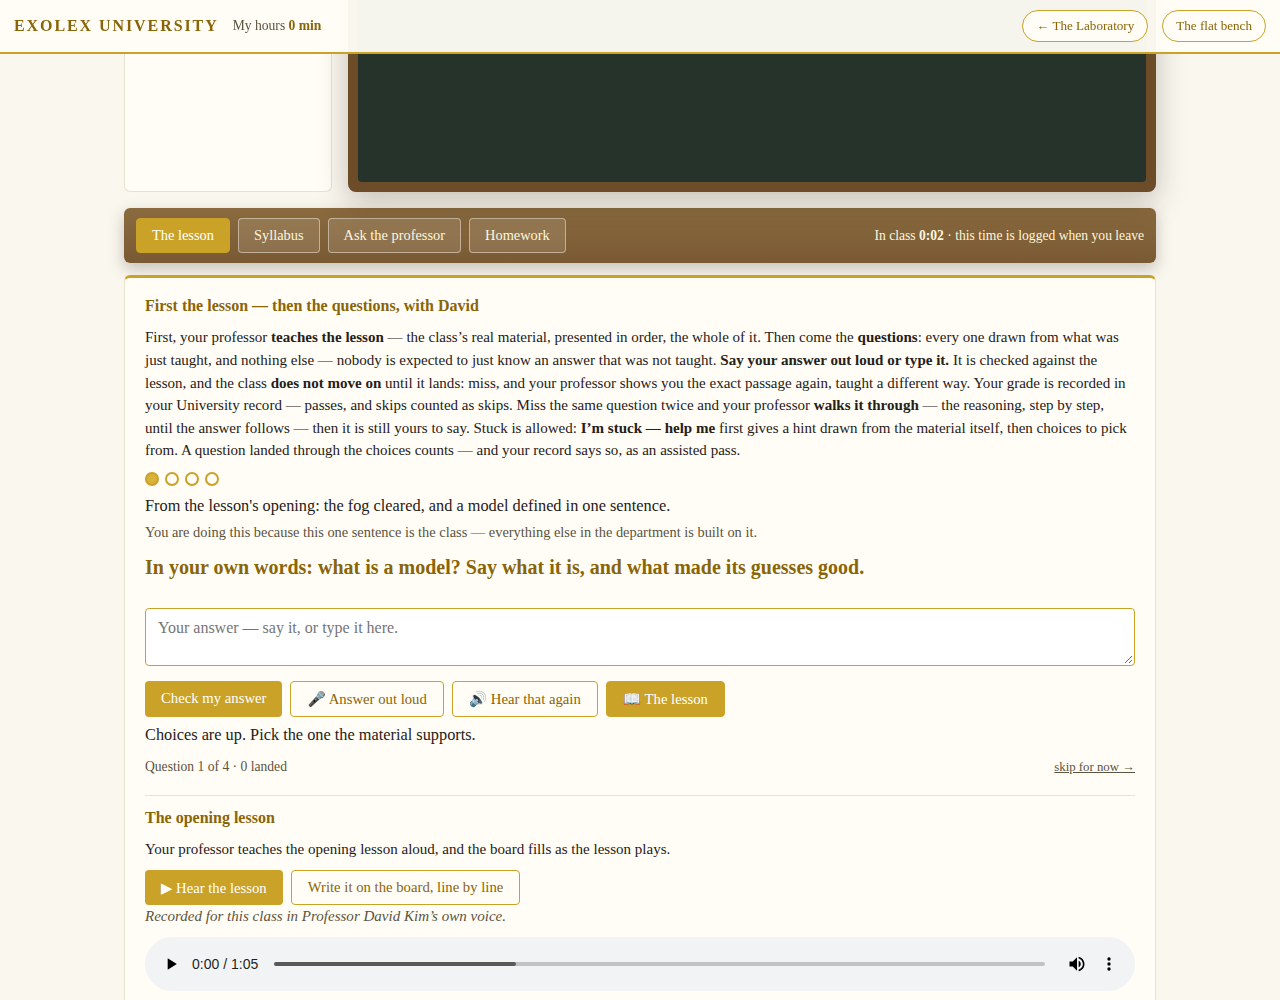 EXOLEX UNIVERSITY My hours 0 min ← The Laboratory The flat bench
The lesson Syllabus Ask the professor Homework In class 0:02 · this time is logged when you leave
First the lesson — then the questions, with David
First, your professor teaches the lesson — the class’s real material, presented in order, the whole of it. Then come the questions: every one drawn from what was
just taught, and nothing else — nobody is expected to just know an answer that was not taught. Say your answer out loud or type it. It is checked against the
lesson, and the class does not move on until it lands: miss, and your professor shows you the exact passage again, taught a different way. Your grade is recorded in
your University record — passes, and skips counted as skips. Miss the same question twice and your professor walks it through — the reasoning, step by step,
until the answer follows — then it is still yours to say. Stuck is allowed: I’m stuck — help me first gives a hint drawn from the material itself, then choices to pick
from. A question landed through the choices counts — and your record says so, as an assisted pass.
From the lesson's opening: the fog cleared, and a model defined in one sentence.
You are doing this because this one sentence is the class — everything else in the department is built on it.
In your own words: what is a model? Say what it is, and what made its guesses good.
Your answer — say it, or type it here.
Check my answer 🎤 Answer out loud 🔊 Hear that again 📖 The lesson
Choices are up. Pick the one the material supports.
Question 1 of 4 · 0 landed skip for now →
The opening lesson
Your professor teaches the opening lesson aloud, and the board fills as the lesson plays.
▶ Hear the lesson Write it on the board, line by line
Recorded for this class in Professor David Kim’s own voice.
0:00 / 1:05